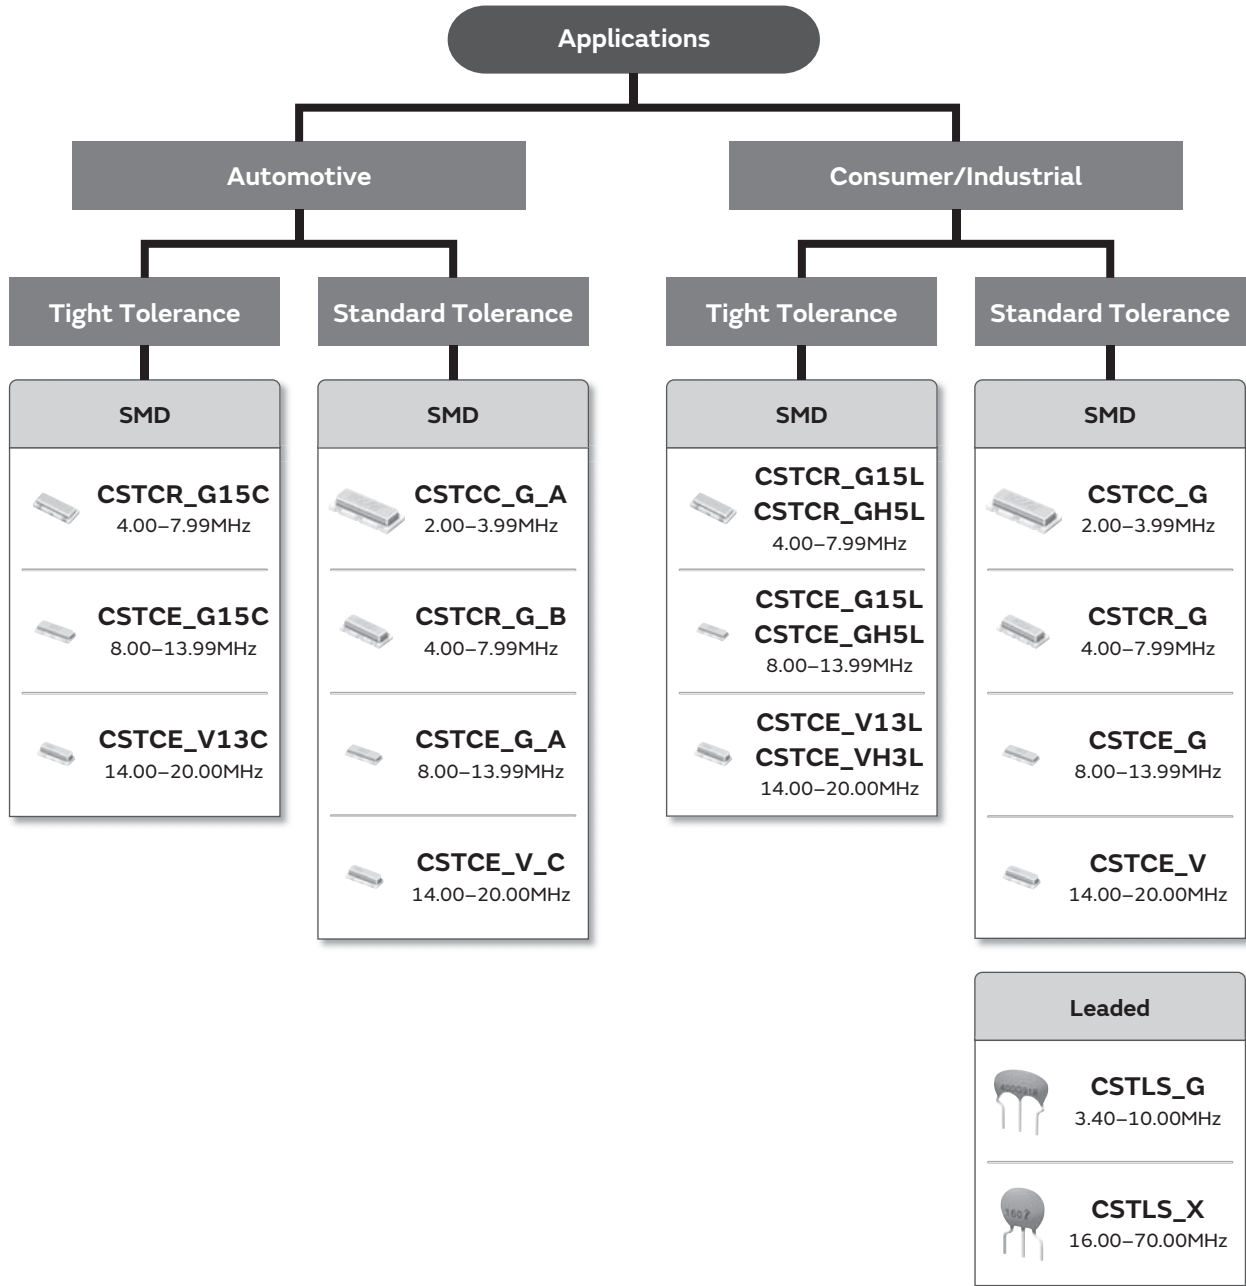 Applications
Automotive
Consumer/Industrial
Tight Tolerance
Standard Tolerance
Tight Tolerance
Standard Tolerance
SMD
CSTCR_G15C
4.00–7.99MHz
CSTCE_G15C
8.00–13.99MHz
CSTCE_V13C
14.00–20.00MHz
SMD
CSTCC_G_A
2.00–3.99MHz
CSTCR_G_B
4.00–7.99MHz
CSTCE_G_A
8.00–13.99MHz
CSTCE_V_C
14.00–20.00MHz
SMD
CSTCR_G15L
CSTCR_GH5L
4.00–7.99MHz
CSTCE_G15L
CSTCE_GH5L
8.00–13.99MHz
CSTCE_V13L
CSTCE_VH3L
14.00–20.00MHz
SMD
CSTCC_G
2.00–3.99MHz
CSTCR_G
4.00–7.99MHz
CSTCE_G
8.00–13.99MHz
CSTCE_V
14.00–20.00MHz
Leaded
CSTLS_G
3.40–10.00MHz
CSTLS_X
16.00–70.00MHz